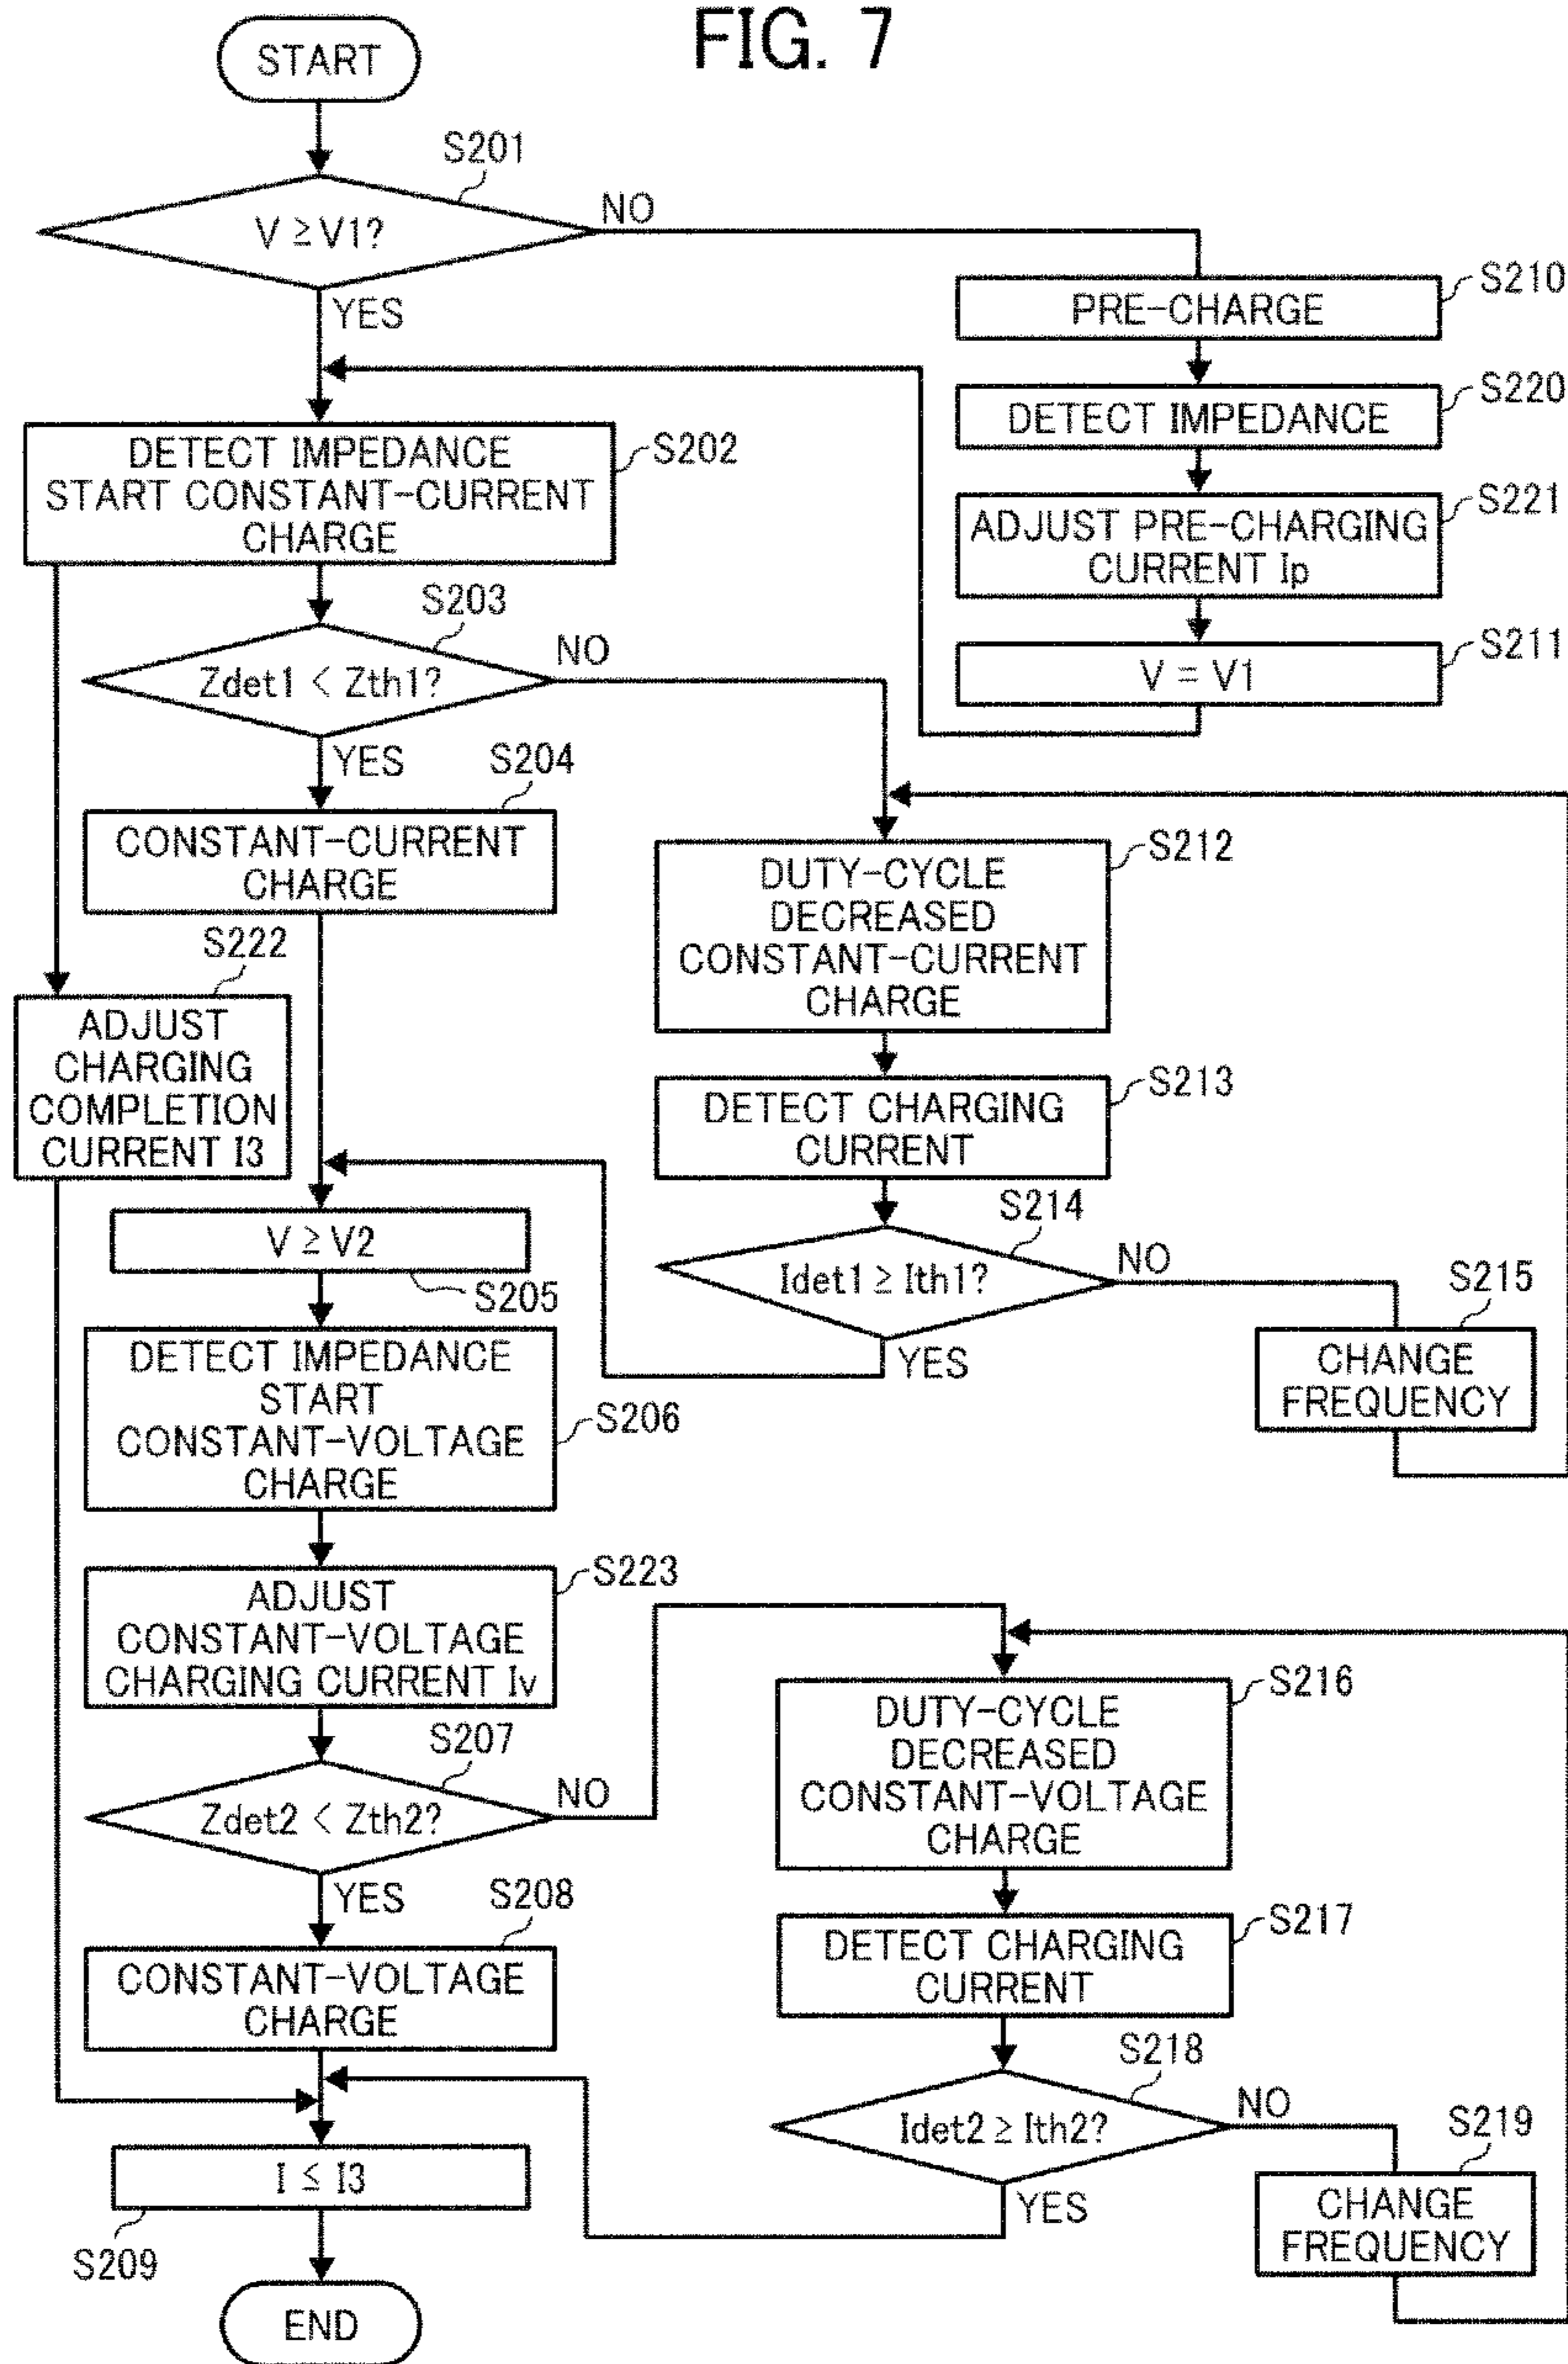 FIG. 7
START
S201
V ≥ V1?
NO
YES
S210
PRE-CHARGE
S220
DETECT IMPEDANCE
S221
ADJUST PRE-CHARGING
CURRENT Ip
S211
V = V1
S202
DETECT IMPEDANCE
START CONSTANT-CURRENT
CHARGE
S203
Zdet1 < Zth1?
NO
YES
S204
CONSTANT-CURRENT
CHARGE
S222
ADJUST
CHARGING
COMPLETION
CURRENT I3
S212
DUTY-CYCLE
DECREASED
CONSTANT-CURRENT
CHARGE
S213
DETECT CHARGING
CURRENT
S214
Idet1 ≥ Ith1?
NO
YES
S215
CHANGE
FREQUENCY
V ≥ V2
S205
DETECT IMPEDANCE
START
CONSTANT-VOLTAGE
CHARGE
S206
S223
ADJUST
CONSTANT-VOLTAGE
CHARGING CURRENT Iv
S207
Zdet2 < Zth2?
NO
YES
S208
CONSTANT-VOLTAGE
CHARGE
S216
DUTY-CYCLE
DECREASED
CONSTANT-VOLTAGE
CHARGE
S217
DETECT CHARGING
CURRENT
S218
Idet2 ≥ Ith2?
NO
YES
S219
CHANGE
FREQUENCY
I ≤ I3
S209
END